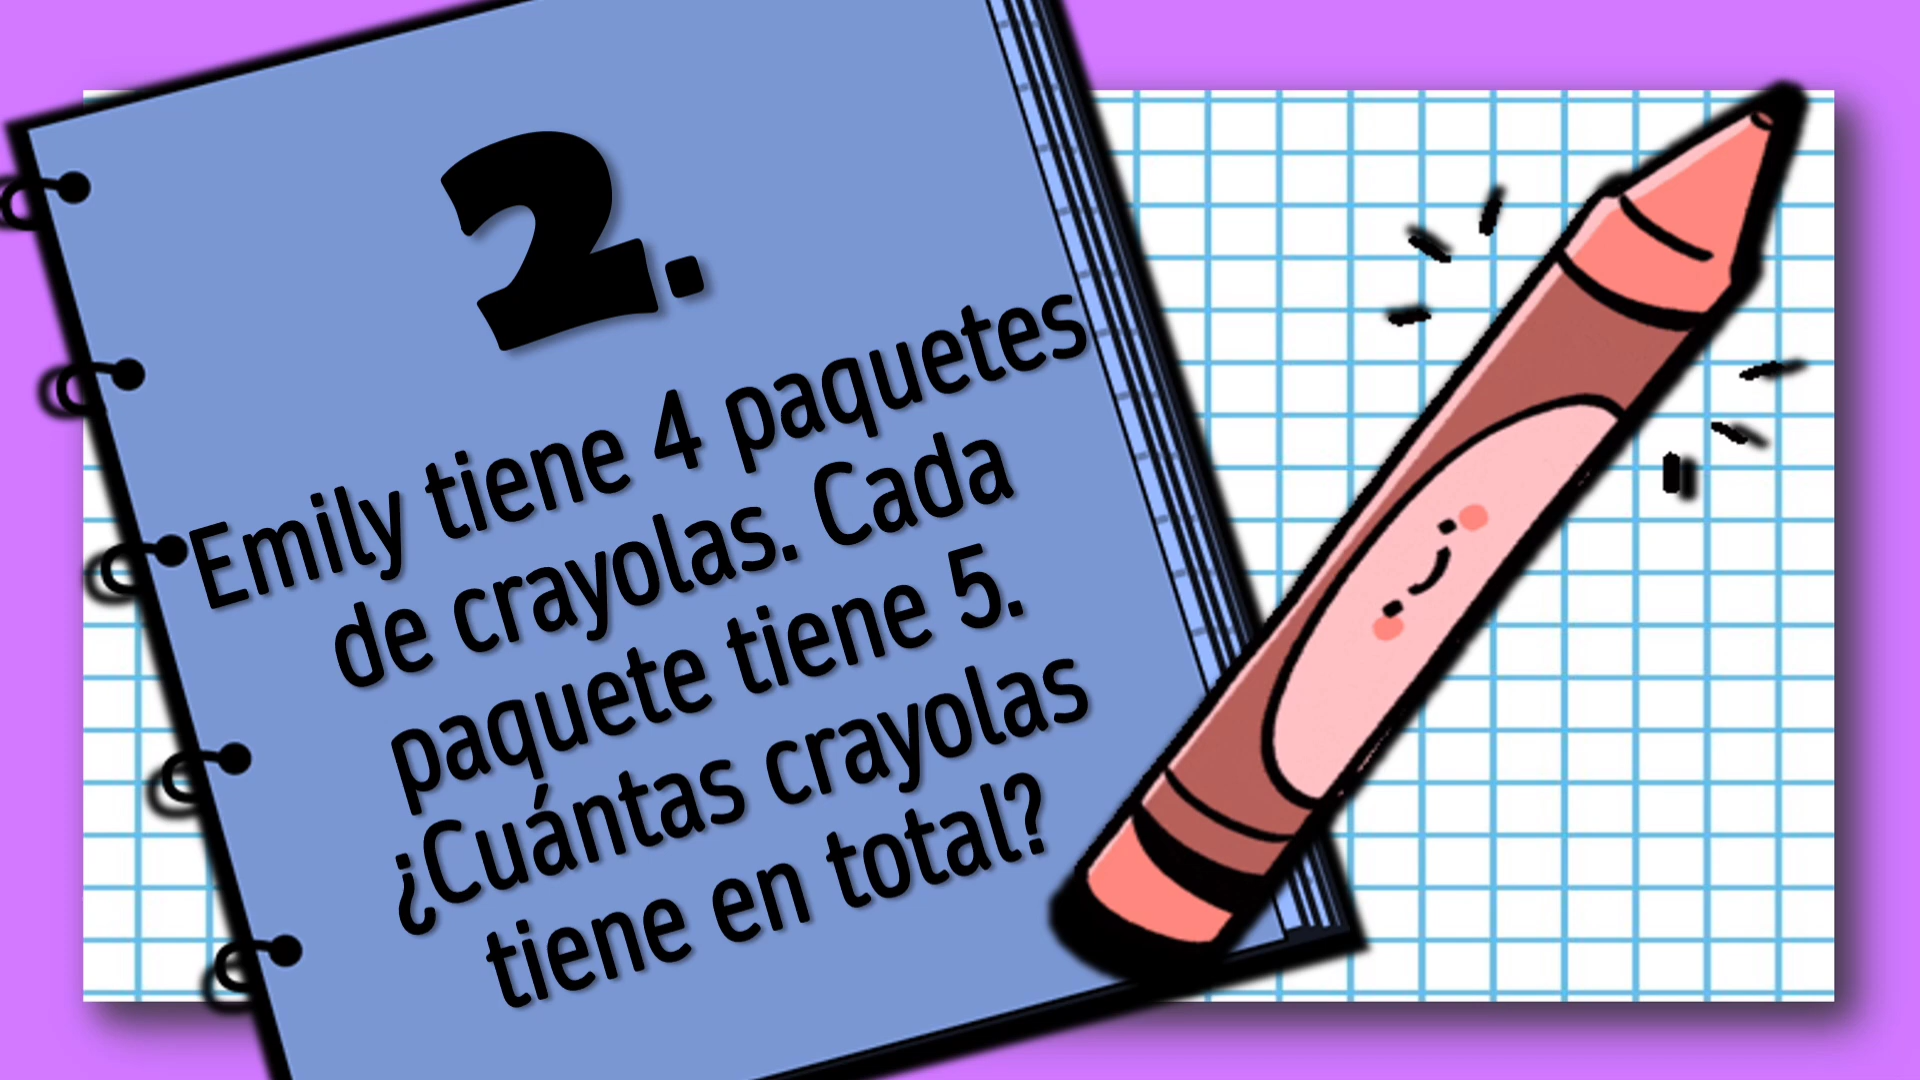 2.
Emily tiene 4 paquetes
de crayolas. Cada
paquete tiene 5.
¿Cuántas crayolas
tiene en total?